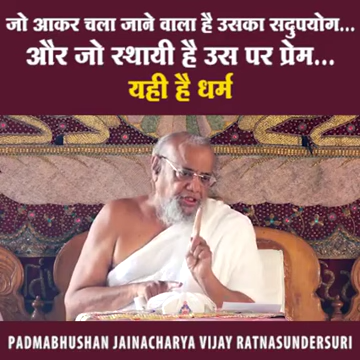 जो आकर चला जाने वाला है उसका सदुपयोग...
और जो स्थायी है उस पर प्रेम...
यही है धर्म
PADMABHUSHAN JAINACHARYA VIJAY RATNASUNDERSURI